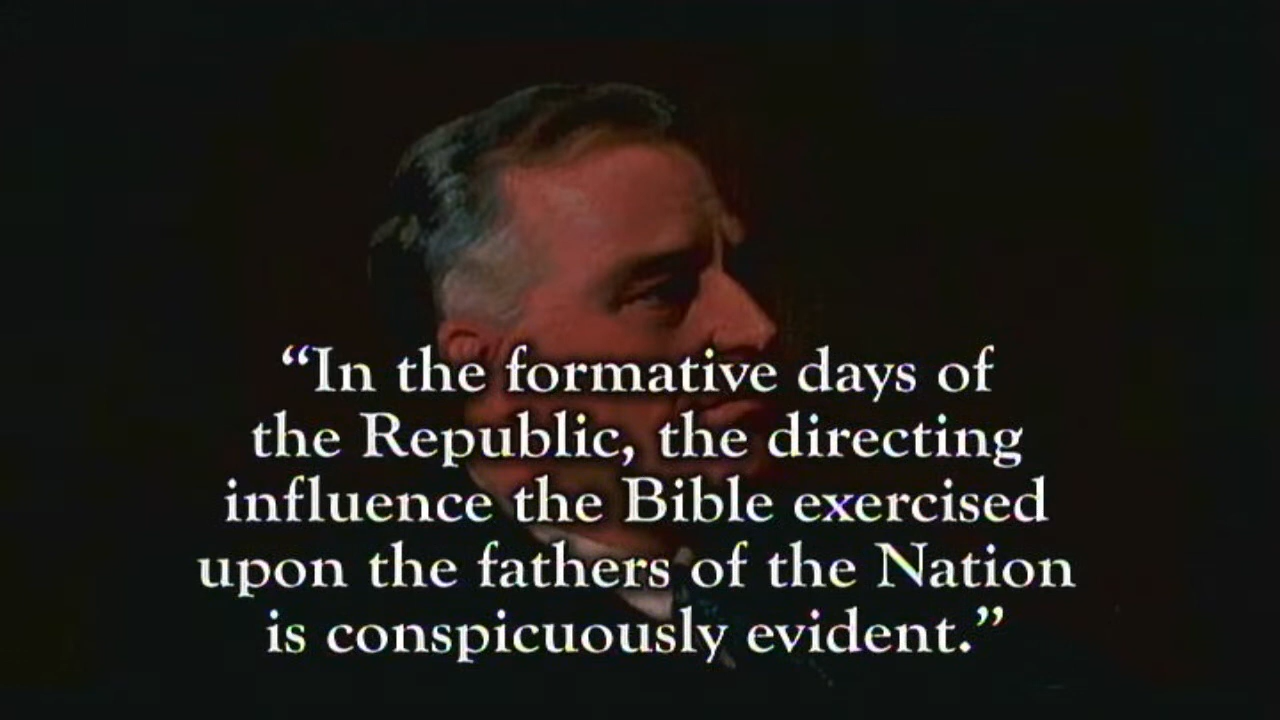 “In the formative days of
the Republic, the directing
influence the Bible exercised
upon the fathers of the Nation
is conspicuously evident.”